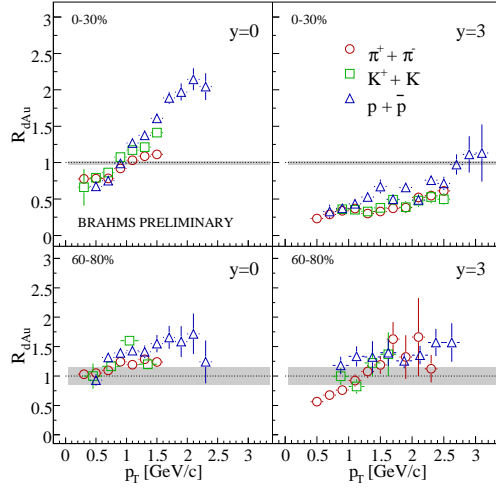 0-30%
y=0
0-30%
y=3
π⁺ + π⁻
K⁺ + K⁻
p + p̄
R_dAu
3
2.5
2
1.5
1
0.5
0
BRAHMS PRELIMINARY
60-80%
y=0
60-80%
y=3
R_dAu
3
2.5
2
1.5
1
0.5
0
0 0.5 1 1.5 2 2.5 3
0 0.5 1 1.5 2 2.5 3
p_T [GeV/c]
p_T [GeV/c]